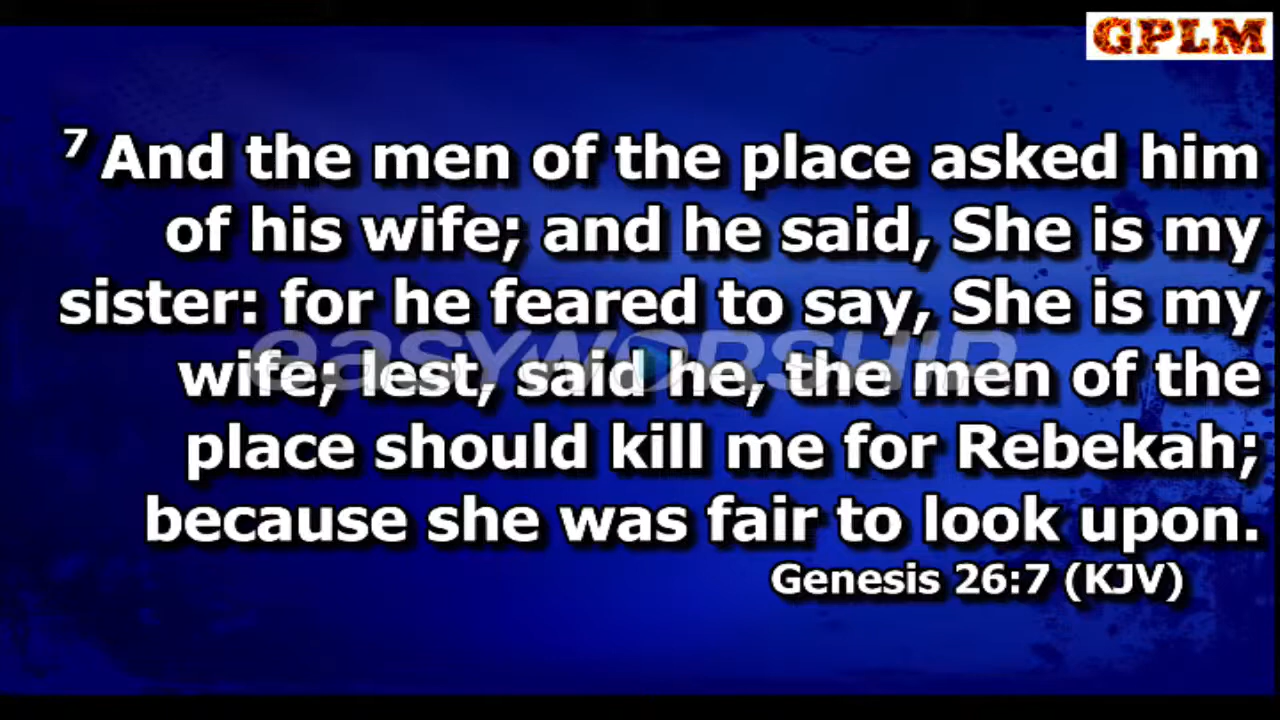 GPLM
7 And the men of the place asked him
of his wife; and he said, She is my
sister: for he feared to say, She is my
wife; lest, said he, the men of the
place should kill me for Rebekah;
because she was fair to look upon.
Genesis 26:7 (KJV)
easyworship